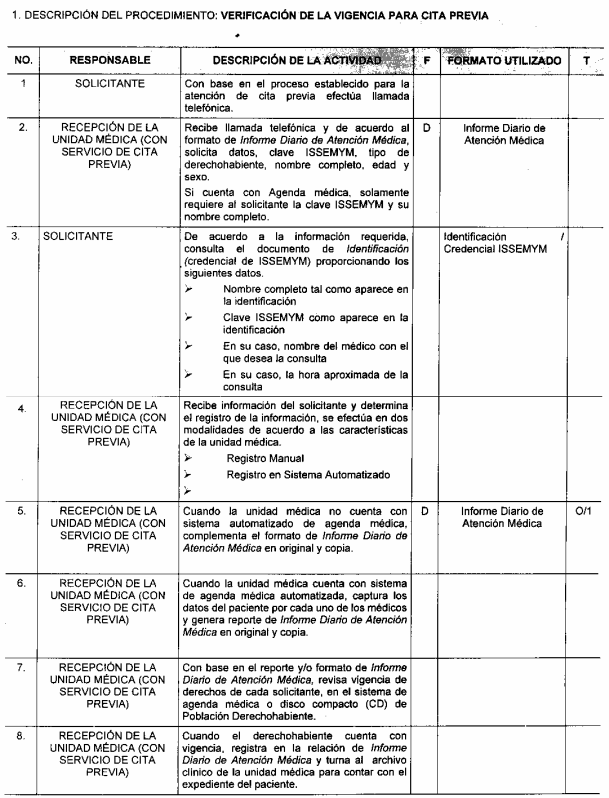 1. DESCRIPCIÓN DEL PROCEDIMIENTO: VERIFICACIÓN DE LA VIGENCIA PARA CITA PREVIA
NO. RESPONSABLE DESCRIPCIÓN DE LA ACTIVIDAD F FORMATO UTILIZADO T
1 SOLICITANTE Con base en el proceso establecido para la
atención de cita previa efectúa llamada
telefónica.
2. RECEPCIÓN DE LA Recibe llamada telefónica y de acuerdo al D Informe Diario de
UNIDAD MÉDICA (CON formato de Informe Diario de Atención Médica, Atención Médica
SERVICIO DE CITA solicita datos, clave ISSEMYM, tipo de
PREVIA) derechohabiente, nombre completo, edad y
sexo.
Si cuenta con Agenda médica, solamente
requiere al solicitante la clave ISSEMYM y su
nombre completo.
3. SOLICITANTE De acuerdo a la información requerida, Identificación /
consulta el documento de Identificación Credencial ISSEMYM
(credencial de ISSEMYM) proporcionando los
siguientes datos.
➢ Nombre completo tal como aparece en
la identificación
➢ Clave ISSEMYM como aparece en la
identificación
➢ En su caso, nombre del médico con el
que desea la consulta
➢ En su caso, la hora aproximada de la
consulta
4. RECEPCIÓN DE LA Recibe información del solicitante y determina
UNIDAD MÉDICA (CON el registro de la información, se efectúa en dos
SERVICIO DE CITA modalidades de acuerdo a las características
PREVIA) de la unidad médica.
➢ Registro Manual
➢ Registro en Sistema Automatizado
➢
5. RECEPCIÓN DE LA Cuando la unidad médica no cuenta con D Informe Diario de O/1
UNIDAD MÉDICA (CON sistema automatizado de agenda médica, Atención Médica
SERVICIO DE CITA complementa el formato de Informe Diario de
PREVIA) Atención Médica en original y copia.
6. RECEPCIÓN DE LA Cuando la unidad médica cuenta con sistema
UNIDAD MÉDICA (CON de agenda médica automatizada, captura los
SERVICIO DE CITA datos del paciente por cada uno de los médicos
PREVIA) y genera reporte de Informe Diario de Atención
Médica en original y copia.
7. RECEPCIÓN DE LA Con base en el reporte y/o formato de Informe
UNIDAD MÉDICA (CON Diario de Atención Médica, revisa vigencia de
SERVICIO DE CITA derechos de cada solicitante, en el sistema de
PREVIA) agenda médica o disco compacto (CD) de
Población Derechohabiente.
8. RECEPCIÓN DE LA Cuando el derechohabiente cuenta con
UNIDAD MÉDICA (CON vigencia, registra en la relación de Informe
SERVICIO DE CITA Diario de Atención Médica y turna al archivo
PREVIA) clínico de la unidad médica para contar con el
expediente del paciente.